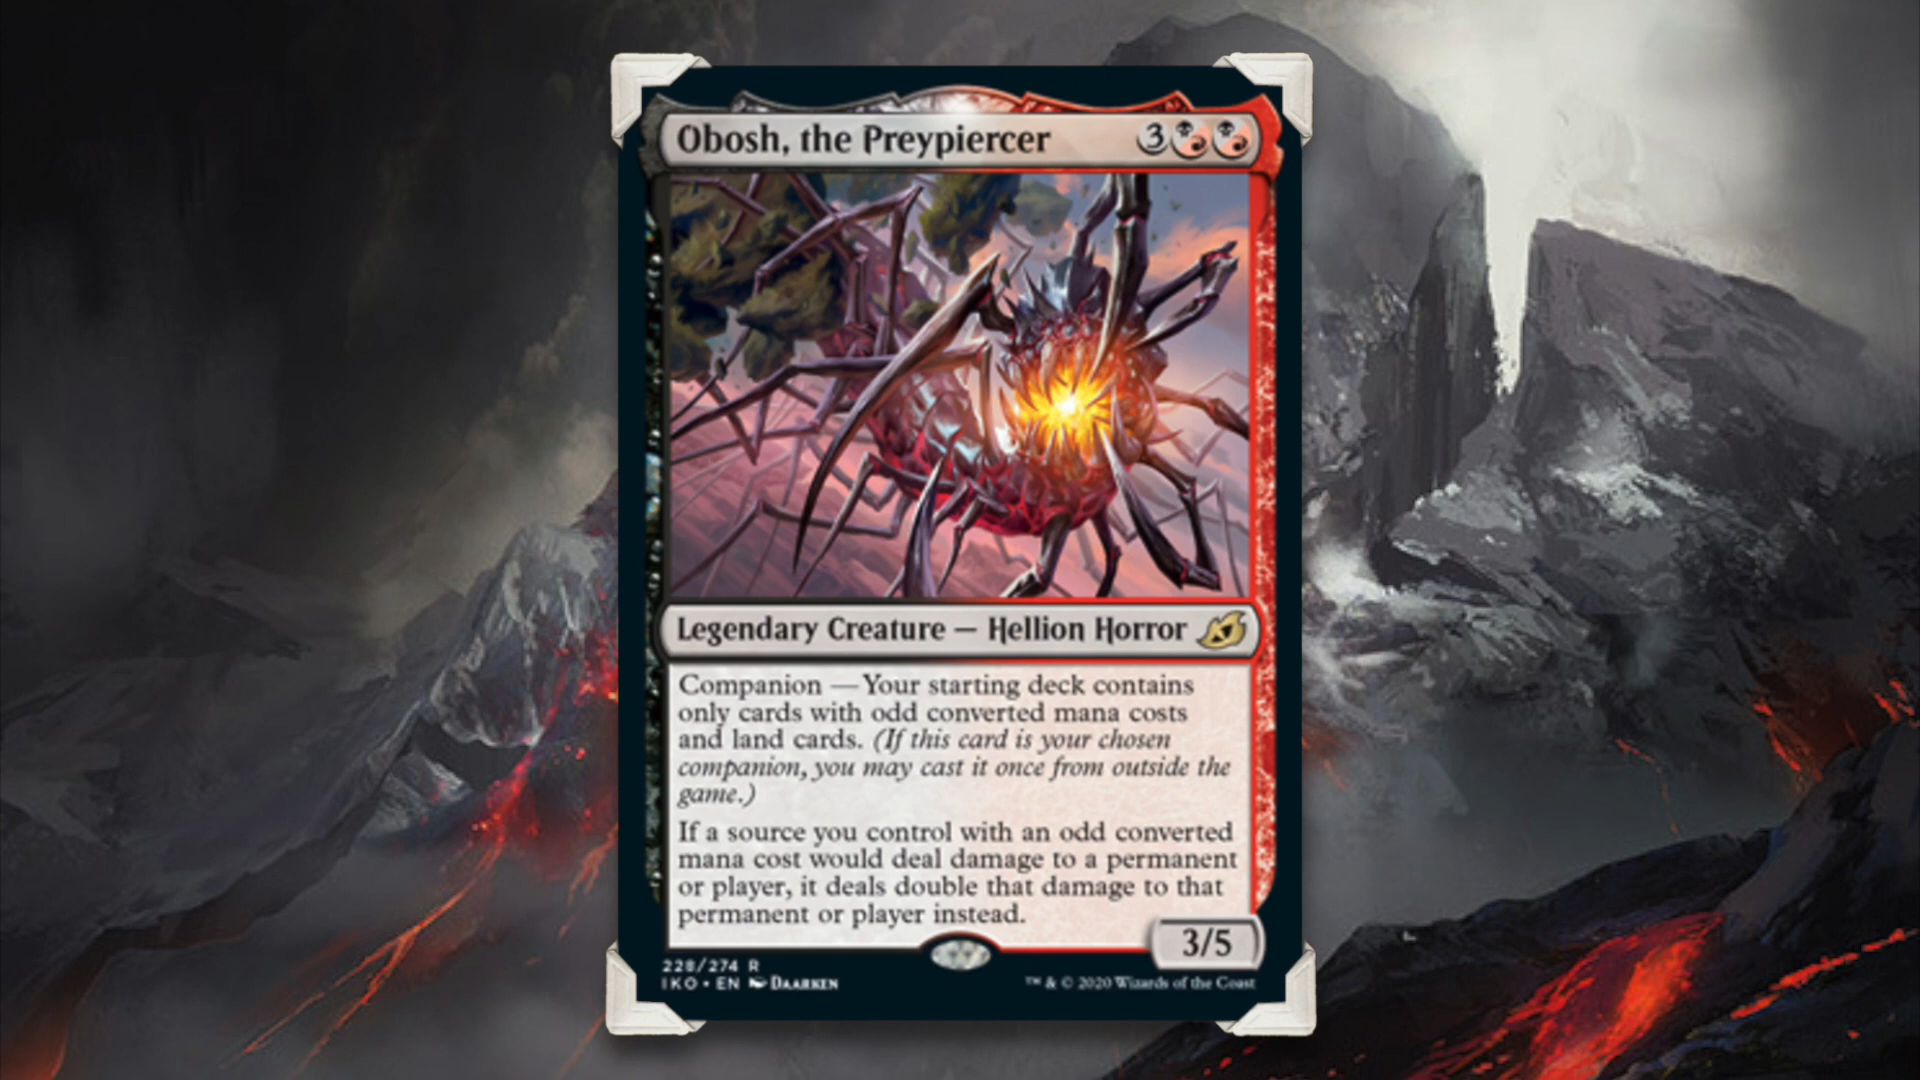 Obosh, the Preypiercer 3
Legendary Creature — Hellion Horror
Companion — Your starting deck contains
only cards with odd converted mana costs
and land cards. (If this card is your chosen
companion, you may cast it once from outside the
game.)
If a source you control with an odd converted
mana cost would deal damage to a permanent
or player, it deals double that damage to that
permanent or player instead.
3/5
228/274 R
IKO • EN DAARKEN
™ & © 2020 Wizards of the Coast